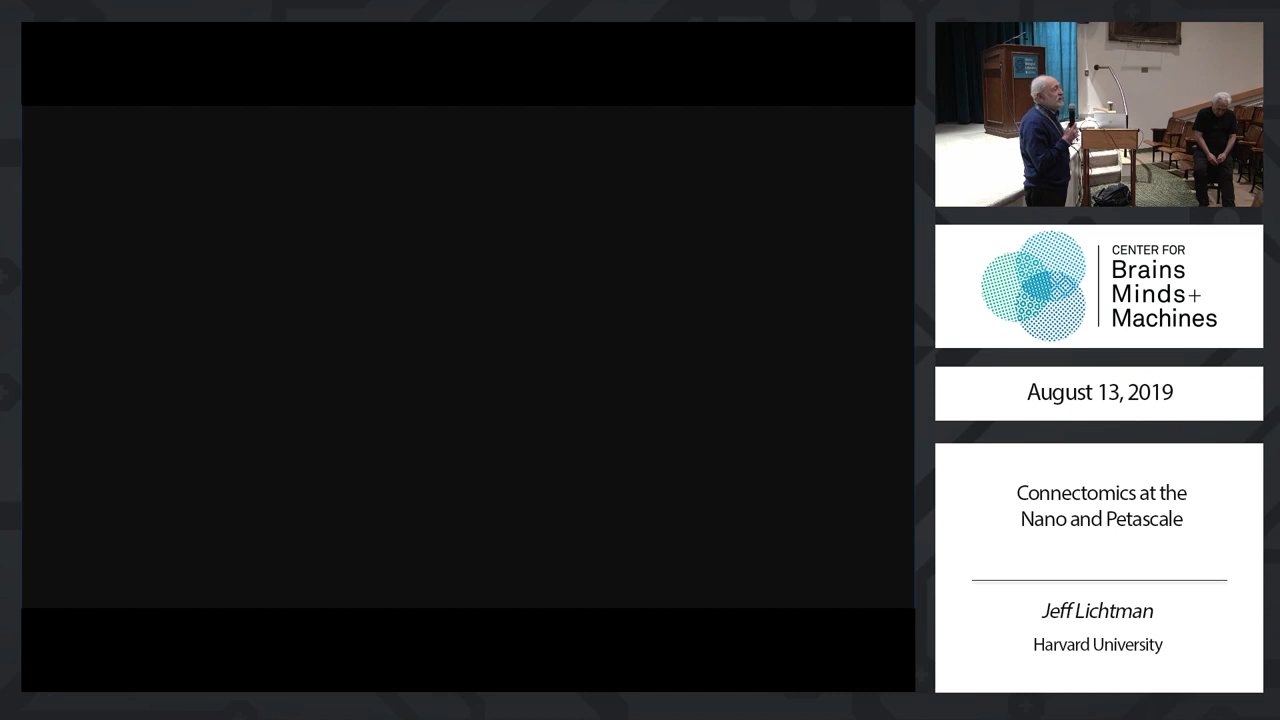 CENTER FOR
Brains
Minds+
Machines
August 13, 2019
Connectomics at the
Nano and Petascale
Jeff Lichtman
Harvard University